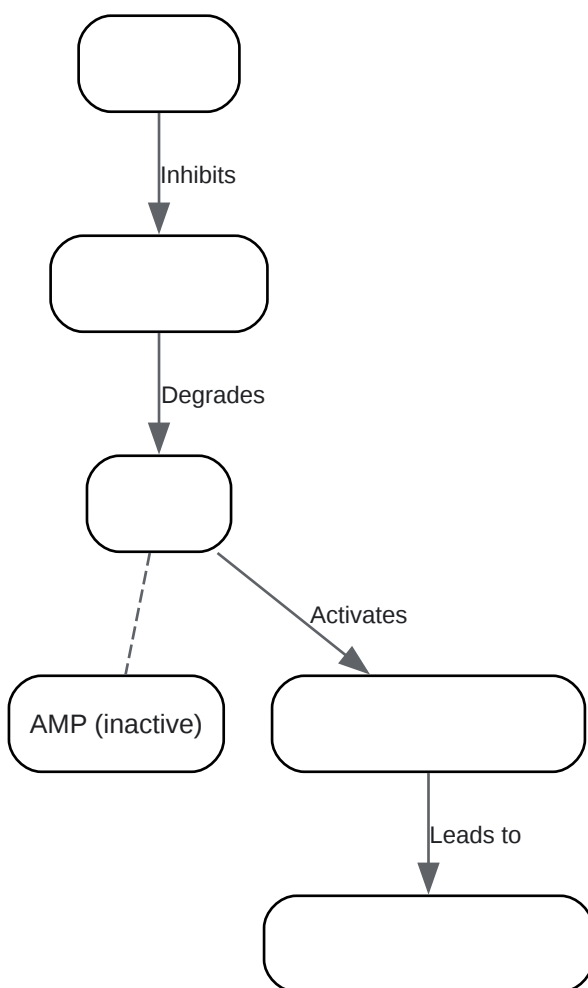 Inhibits
Degrades
Activates
AMP (inactive)
Leads to